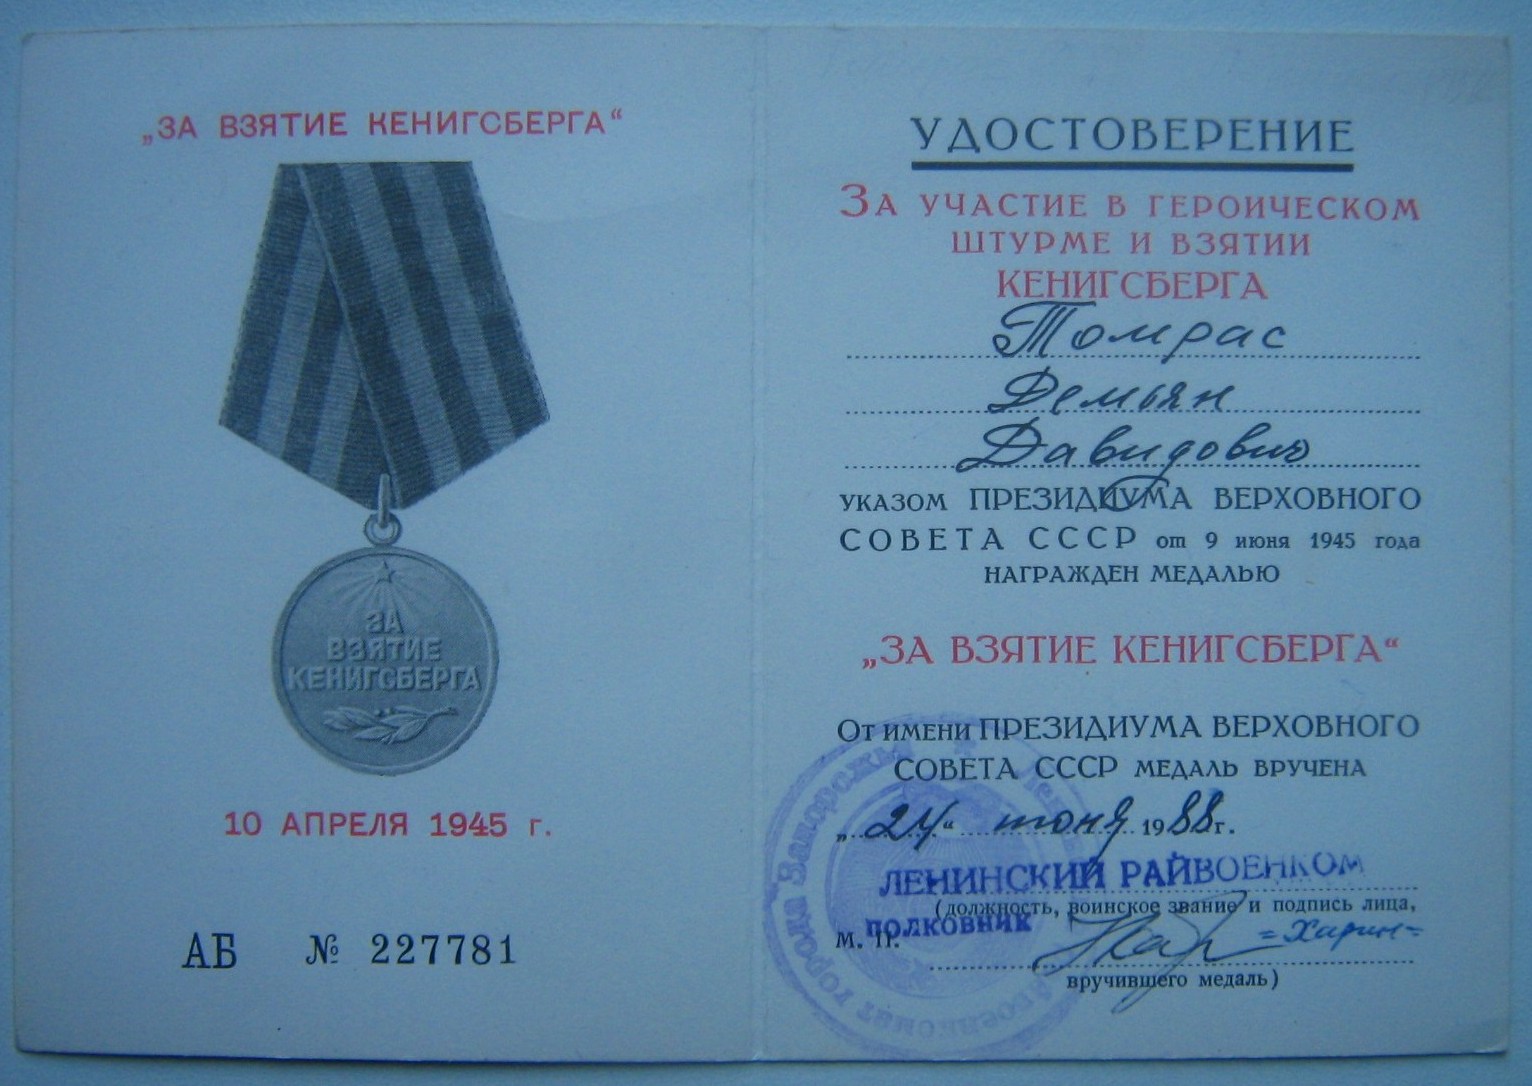 „ЗА ВЗЯТИЕ КЕНИГСБЕРГА“
ЗА
ВЗЯТИЕ
КЕНИГСБЕРГА
10 АПРЕЛЯ 1945 г.
АБ № 227781
УДОСТОВЕРЕНИЕ
ЗА УЧАСТИЕ В ГЕРОИЧЕСКОМ
ШТУРМЕ И ВЗЯТИИ
КЕНИГСБЕРГА
Томрас
Демьян
Давидович
УКАЗОМ ПРЕЗИДИУМА ВЕРХОВНОГО
СОВЕТА СССР от 9 июня 1945 года
НАГРАЖДЕН МЕДАЛЬЮ
„ЗА ВЗЯТИЕ КЕНИГСБЕРГА“
ОТ ИМЕНИ ПРЕЗИДИУМА ВЕРХОВНОГО
СОВЕТА СССР МЕДАЛЬ ВРУЧЕНА
„24“ июня 1988 г.
ЛЕНИНСКИЙ РАЙВОЕНКОМ
(должность, воинское звание и подпись лица,
ПОЛКОВНИК
М. П.
=Харин=
вручившего медаль)
города Запорожья